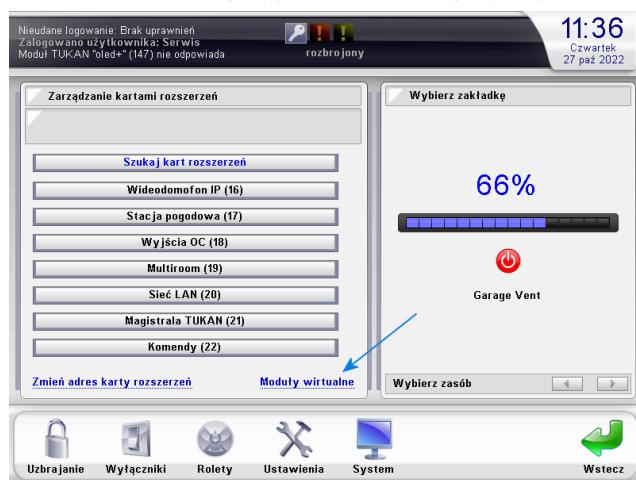 Nieudane logowanie: Brak uprawnień
Zalogowano użytkownika: Serwis
Moduł TUKAN "oled+" (147) nie odpowiada
rozbrojony
11:36
Czwartek
27 paź 2022
Zarządzanie kartami rozszerzeń
Szukaj kart rozszerzeń
Wideodomofon IP (16)
Stacja pogodowa (17)
Wyjścia OC (18)
Multiroom (19)
Sieć LAN (20)
Magistrala TUKAN (21)
Komendy (22)
Zmień adres karty rozszerzeń
Moduły wirtualne
Wybierz zakładkę
66%
Garage Vent
Wybierz zasób
Uzbrajanie
Wyłączniki
Rolety
Ustawienia
System
Wstecz